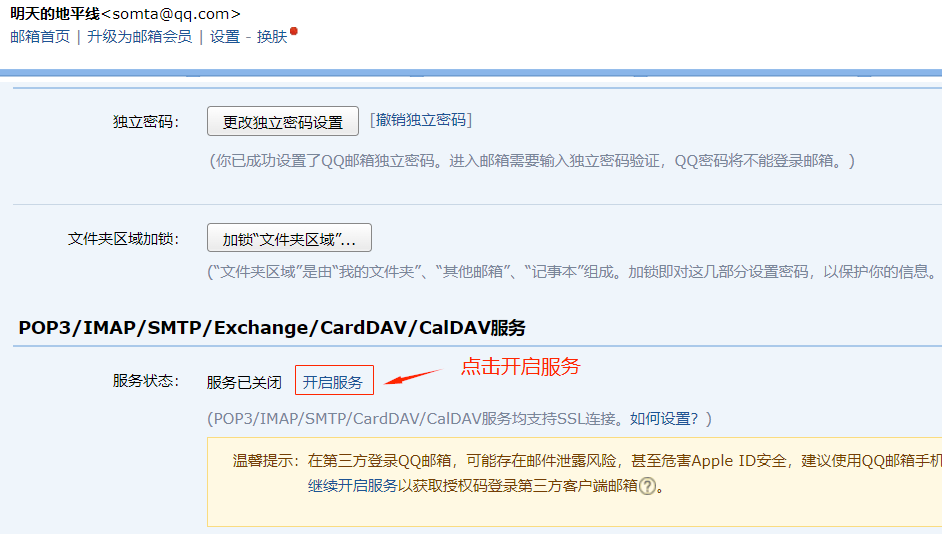 明天的地平线<somta@qq.com>
邮箱首页 | 升级为邮箱会员 | 设置 - 换肤
独立密码： 更改独立密码设置 [撤销独立密码]
(你已成功设置了QQ邮箱独立密码。进入邮箱需要输入独立密码验证，QQ密码将不能登录邮箱。)
文件夹区域加锁： 加锁“文件夹区域”...
(“文件夹区域”是由“我的文件夹”、“其他邮箱”、“记事本”组成。加锁即对这几部分设置密码，以保护你的信息。
POP3/IMAP/SMTP/Exchange/CardDAV/CalDAV服务
点击开启服务
服务状态： 服务已关闭 开启服务
(POP3/IMAP/SMTP/CardDAV/CalDAV服务均支持SSL连接。如何设置？)
温馨提示：在第三方登录QQ邮箱，可能存在邮件泄露风险，甚至危害Apple ID安全，建议使用QQ邮箱手机
继续开启服务以获取授权码登录第三方客户端邮箱?。